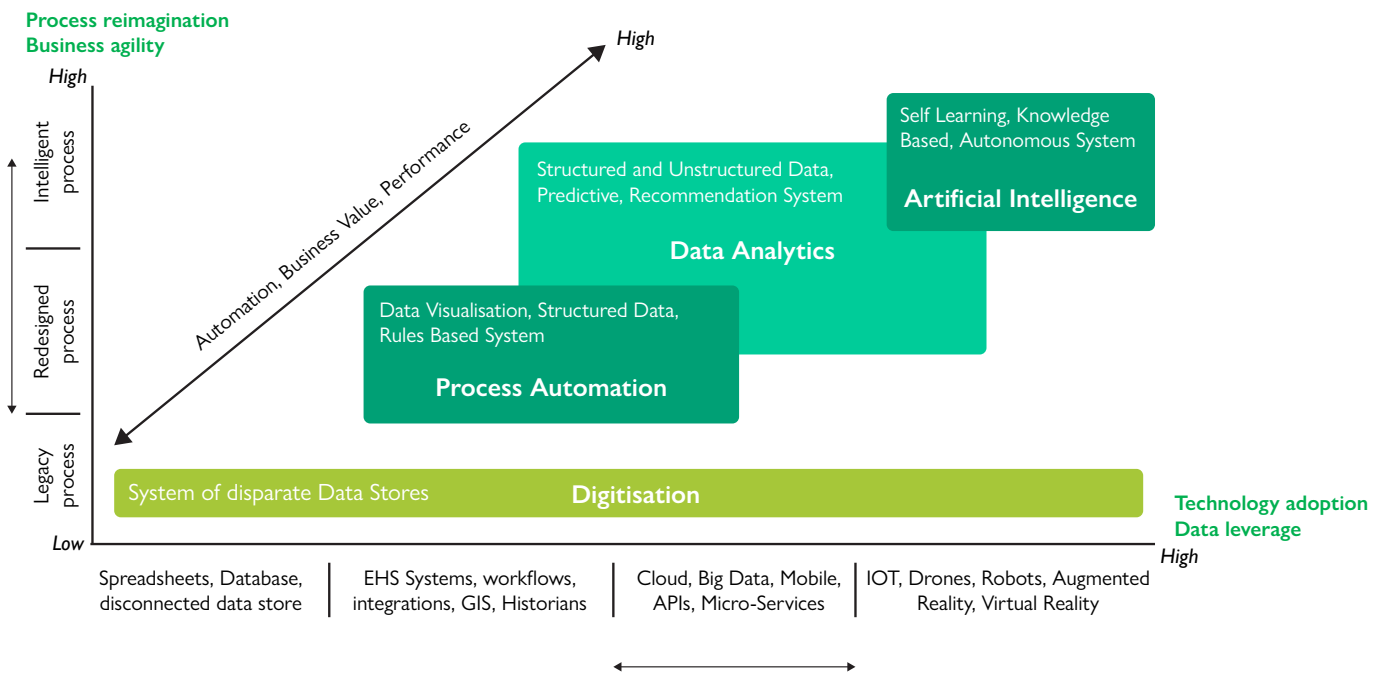 Process reimagination
Business agility
High
High
Intelligent
process
Redesigned
process
Legacy
process
Low
Automation, Business Value, Performance
Self Learning, Knowledge
Based, Autonomous System
Artificial Intelligence
Structured and Unstructured Data,
Predictive, Recommendation System
Data Analytics
Data Visualisation, Structured Data,
Rules Based System
Process Automation
System of disparate Data Stores
Digitisation
Technology adoption
Data leverage
High
Spreadsheets, Database,
disconnected data store
EHS Systems, workflows,
integrations, GIS, Historians
Cloud, Big Data, Mobile,
APIs, Micro-Services
IOT, Drones, Robots, Augmented
Reality, Virtual Reality